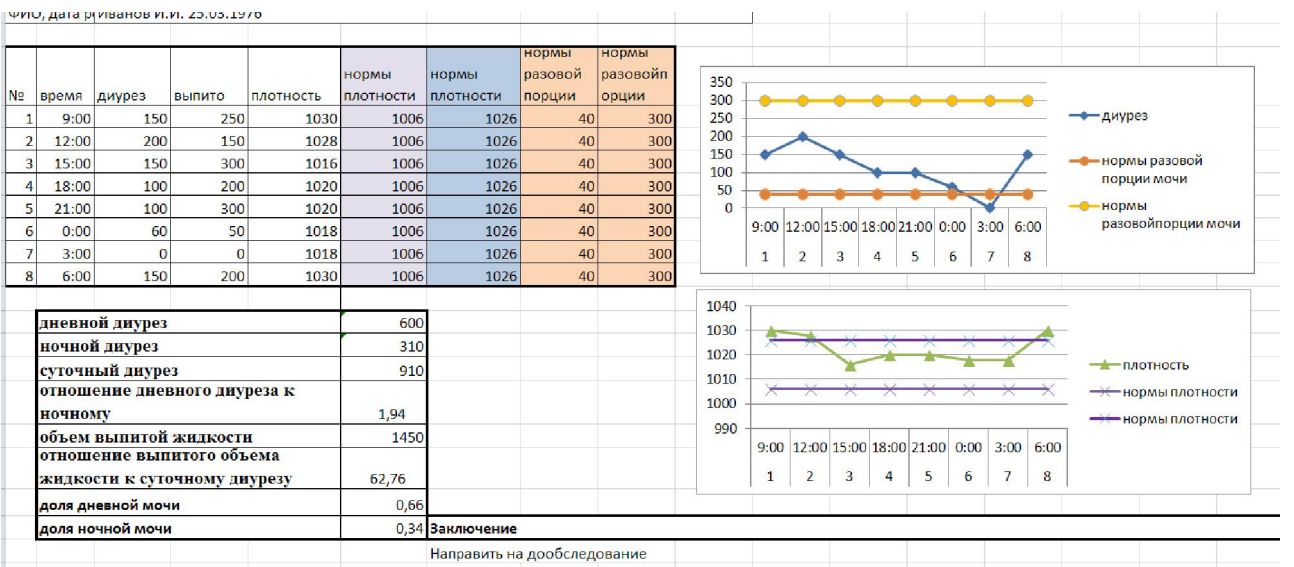 ФИО, дата р Иванов И.И. 25.03.1976
№ время диурез выпито плотность нормы плотности нормы плотности нормы разовой порции нормы разовойп орции
1 9:00 150 250 1030 1006 1026 40 300
2 12:00 200 150 1028 1006 1026 40 300
3 15:00 150 300 1016 1006 1026 40 300
4 18:00 100 200 1020 1006 1026 40 300
5 21:00 100 300 1020 1006 1026 40 300
6 0:00 60 50 1018 1006 1026 40 300
7 3:00 0 0 1018 1006 1026 40 300
8 6:00 150 200 1030 1006 1026 40 300
350
300
250
200
150
100
50
0
9:00 12:00 15:00 18:00 21:00 0:00 3:00 6:00
1 2 3 4 5 6 7 8
диурез
нормы разовой
порции мочи
нормы
разовойпорции мочи
дневной диурез 600
ночной диурез 310
суточный диурез 910
отношение дневного диуреза к
ночному 1,94
объем выпитой жидкости 1450
отношение выпитого объема
жидкости к суточному диурезу 62,76
доля дневной мочи 0,66
доля ночной мочи 0,34 Заключение
Направить на дообследование
1040
1030
1020
1010
1000
990
9:00 12:00 15:00 18:00 21:00 0:00 3:00 6:00
1 2 3 4 5 6 7 8
плотность
нормы плотности
нормы плотности